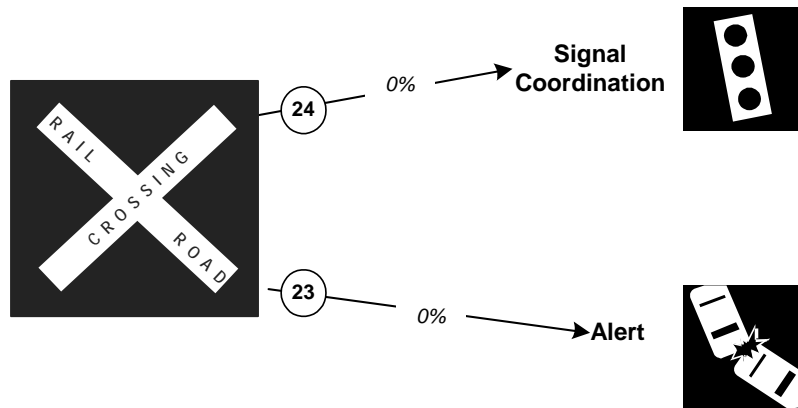 Signal
Coordination
24
0%
RAIL
CROSSING
ROAD
23
0%
Alert